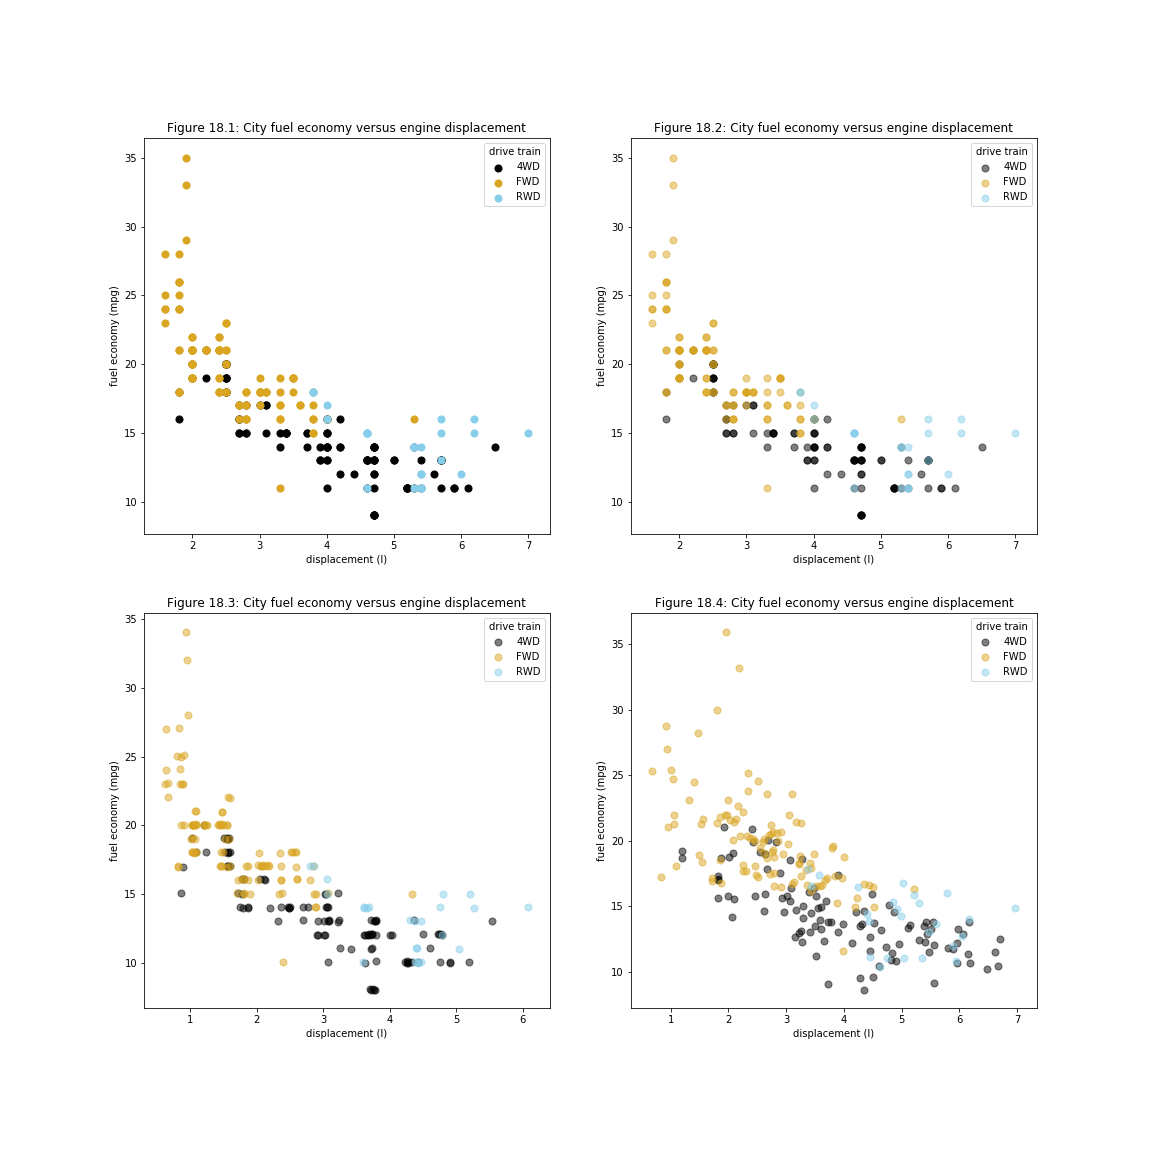 Figure 18.1: City fuel economy versus engine displacement
drive train
4WD
FWD
RWD
35
30
25
20
15
10
fuel economy (mpg)
2 3 4 5 6 7
displacement (l)
Figure 18.2: City fuel economy versus engine displacement
drive train
4WD
FWD
RWD
35
30
25
20
15
10
fuel economy (mpg)
2 3 4 5 6 7
displacement (l)
Figure 18.3: City fuel economy versus engine displacement
drive train
4WD
FWD
RWD
35
30
25
20
15
10
fuel economy (mpg)
1 2 3 4 5 6
displacement (l)
Figure 18.4: City fuel economy versus engine displacement
drive train
4WD
FWD
RWD
35
30
25
20
15
10
fuel economy (mpg)
1 2 3 4 5 6 7
displacement (l)